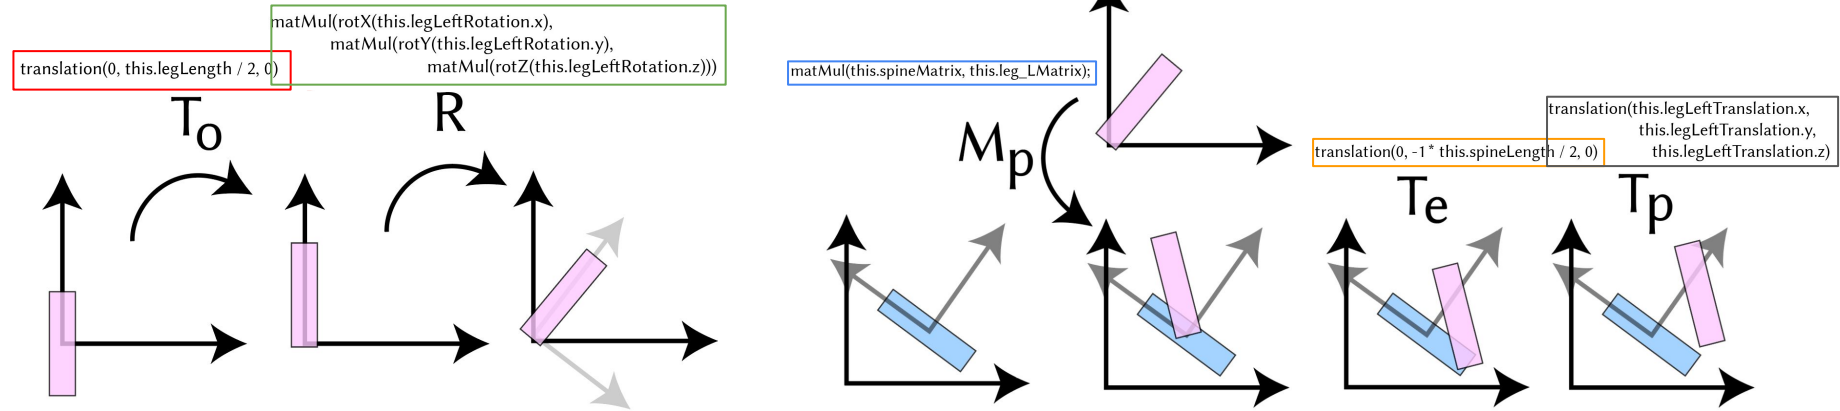 matMul(rotX(this.legLeftRotation.x),
matMul(rotY(this.legLeftRotation.y),
matMul(rotZ(this.legLeftRotation.z)))
translation(0, this.legLength / 2, 0)
To
R
matMul(this.spineMatrix, this.leg_LMatrix);
Mp
translation(0, -1* this.spineLength / 2, 0)
Te
translation(this.legLeftTranslation.x,
this.legLeftTranslation.y,
this.legLeftTranslation.z)
Tp